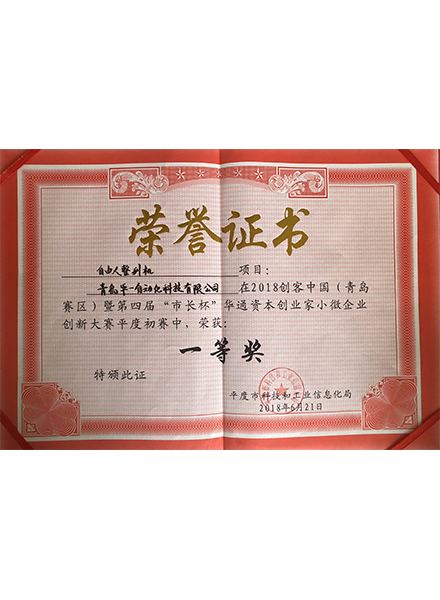 荣誉证书
自由人整列机 项目：
青岛平一自动化科技有限公司 在2018创客中国（青岛
赛区）暨第四届“市长杯”华通资本创业家小微企业
创新大赛平度初赛中，荣获：
一等奖
特颁此证
平度市科技和工业信息化局
2018年6月21日